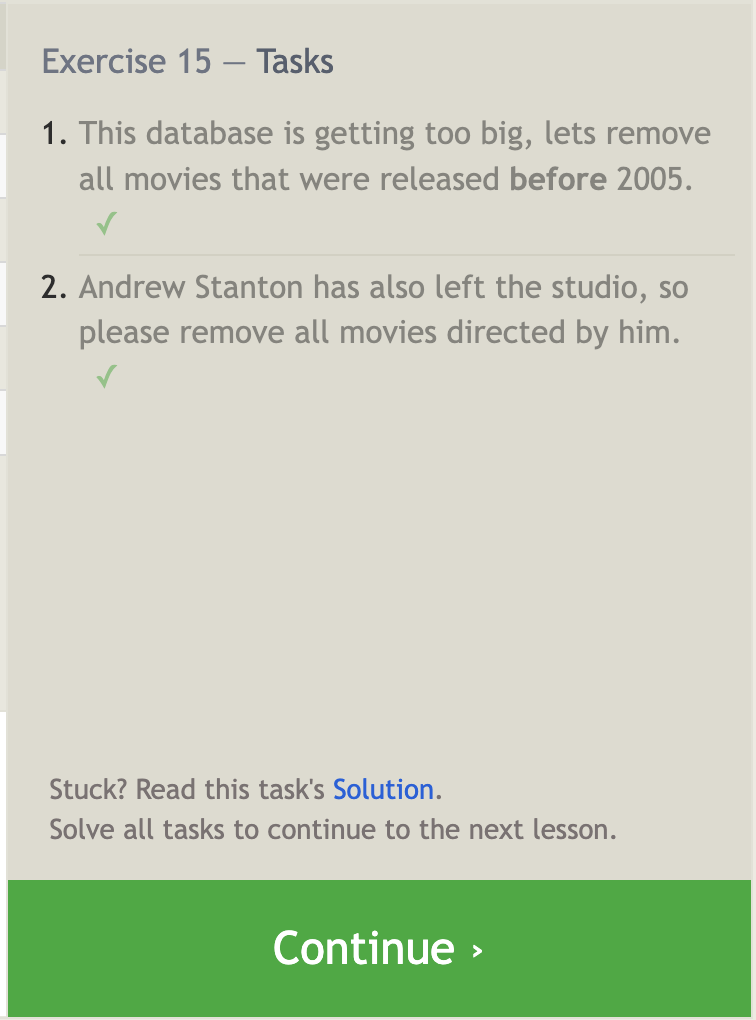 Exercise 15 — Tasks
1. This database is getting too big, lets remove
all movies that were released before 2005.
✓
2. Andrew Stanton has also left the studio, so
please remove all movies directed by him.
✓
Stuck? Read this task's Solution.
Solve all tasks to continue to the next lesson.
Continue ›